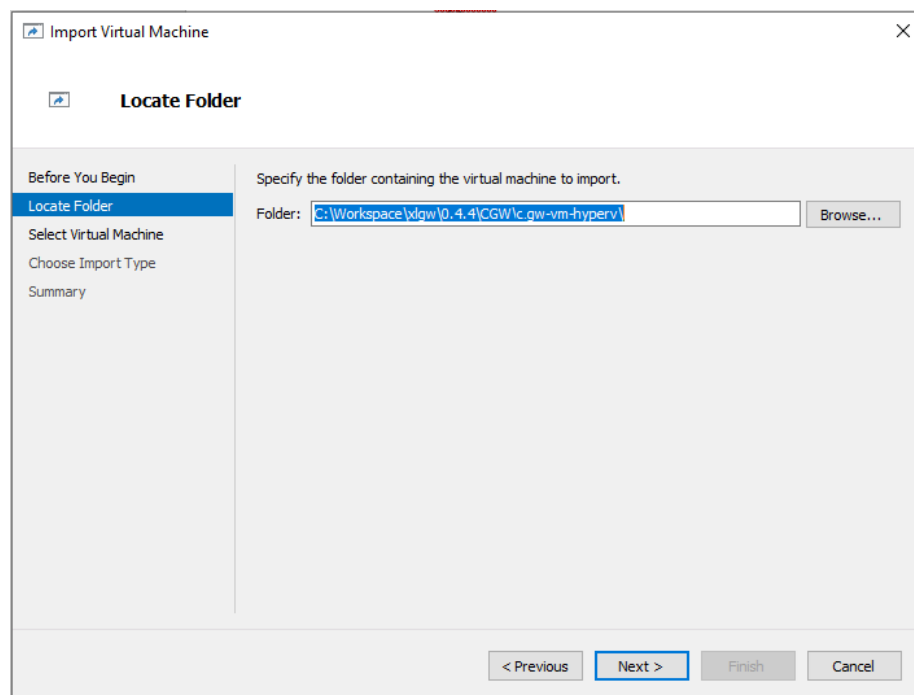 Import Virtual Machine
Locate Folder
Before You Begin
Locate Folder
Select Virtual Machine
Choose Import Type
Summary
Specify the folder containing the virtual machine to import.
Folder: C:\Workspace\xlgw\0.4.4\CGW\c.gw-vm-hyperv\ Browse...
< Previous Next > Finish Cancel